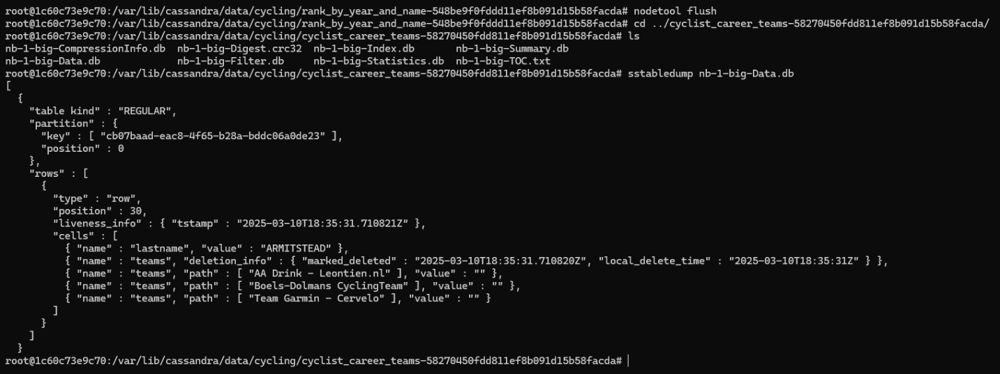 root@1c60c73e9c70:/var/lib/cassandra/data/cycling/rank_by_year_and_name-548be9f0fddd11ef8b091d15b58facda# nodetool flush
root@1c60c73e9c70:/var/lib/cassandra/data/cycling/rank_by_year_and_name-548be9f0fddd11ef8b091d15b58facda# cd ../cyclist_career_teams-58270450fdd811ef8b091d15b58facda/
root@1c60c73e9c70:/var/lib/cassandra/data/cycling/cyclist_career_teams-58270450fdd811ef8b091d15b58facda# ls
nb-1-big-CompressionInfo.db  nb-1-big-Digest.crc32  nb-1-big-Index.db       nb-1-big-Summary.db
nb-1-big-Data.db             nb-1-big-Filter.db     nb-1-big-Statistics.db  nb-1-big-TOC.txt
root@1c60c73e9c70:/var/lib/cassandra/data/cycling/cyclist_career_teams-58270450fdd811ef8b091d15b58facda# sstabledump nb-1-big-Data.db
[
  {
    "table kind" : "REGULAR",
    "partition" : {
      "key" : [ "cb07baad-eac8-4f65-b28a-bddc06a0de23" ],
      "position" : 0
    },
    "rows" : [
      {
        "type" : "row",
        "position" : 30,
        "liveness_info" : { "tstamp" : "2025-03-10T18:35:31.710821Z" },
        "cells" : [
          { "name" : "lastname", "value" : "ARMITSTEAD" },
          { "name" : "teams", "deletion_info" : { "marked_deleted" : "2025-03-10T18:35:31.710820Z", "local_delete_time" : "2025-03-10T18:35:31Z" } },
          { "name" : "teams", "path" : [ "AA Drink - Leontien.nl" ], "value" : "" },
          { "name" : "teams", "path" : [ "Boels-Dolmans CyclingTeam" ], "value" : "" },
          { "name" : "teams", "path" : [ "Team Garmin - Cervelo" ], "value" : "" }
        ]
      }
    ]
  }
root@1c60c73e9c70:/var/lib/cassandra/data/cycling/cyclist_career_teams-58270450fdd811ef8b091d15b58facda#